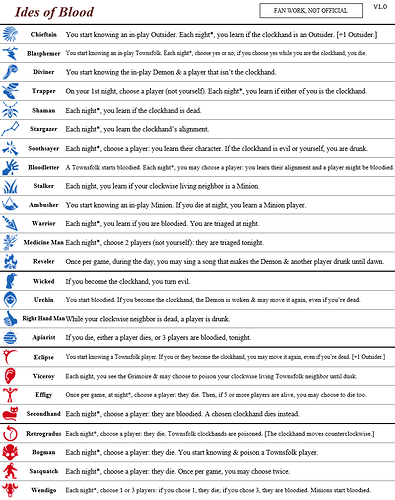 Ides of Blood
FAN WORK, NOT OFFICIAL
V1.0
Chieftain You start knowing an in-play Outsider. Each night*, you learn if the clockhand is an Outsider. [+1 Outsider.]
Blasphemer You start knowing an in-play Townsfolk. Each night*, choose yes or no; if you choose yes while you are the clockhand, you die.
Diviner You start knowing the in-play Demon & a player that isn't the clockhand.
Trapper On your 1st night, choose a player (not yourself). Each night*, you learn if either of you is the clockhand.
Shaman Each night*, you learn if the clockhand is dead.
Stargazer Each night*, you learn the clockhand's alignment.
Soothsayer Each night*, choose a player: you learn their character. If the clockhand is evil or yourself, you are drunk.
Bloodletter A Townsfolk starts bloodied. Each night*, you may choose a player: you learn their alignment and a player might be bloodied.
Stalker Each night, you learn if your clockwise living neighbor is a Minion.
Ambusher You start knowing an in-play Minion. If you die at night, you learn a Minion player.
Warrior Each night*, you learn if you are bloodied. You are triaged at night.
Medicine Man Each night*, choose 2 players (not yourself): they are triaged tonight.
Reveler Once per game, during the day, you may sing a song that makes the Demon & another player drunk until dawn.
Wicked If you become the clockhand, you turn evil.
Urchin You start bloodied. If you become the clockhand, the Demon is woken & may move it again, even if you're dead.
Right Hand Man While your clockwise neighbor is dead, a player is drunk.
Apiarist If you die, either a player dies, or 3 players are bloodied, tonight.
Eclipse You start knowing a Townsfolk player. If you or they become the clockhand, you may move it again, even if you're dead. [+1 Outsider.]
Viceroy Each night, you see the Grimoire & may choose to poison your clockwise living Townsfolk neighbor until dusk.
Effigy Once per game, at night*, choose a player: they die. Then, if 5 or more players are alive, you may choose to die too.
Secondhand Each night*, choose a player: they are bloodied. A chosen clockhand dies instead.
Retrogradus Each night*, choose a player: they die. Townsfolk clockhands are poisoned. [The clockhand moves counterclockwise.]
Bogman Each night*, choose a player: they die. You start knowing & poison a Townsfolk player.
Sasquatch Each night*, choose a player: they die. Once per game, you may choose twice.
Wendigo Each night*, choose 1 or 3 players: if you chose 1, they die; if you chose 3, they are bloodied. Minions start bloodied.